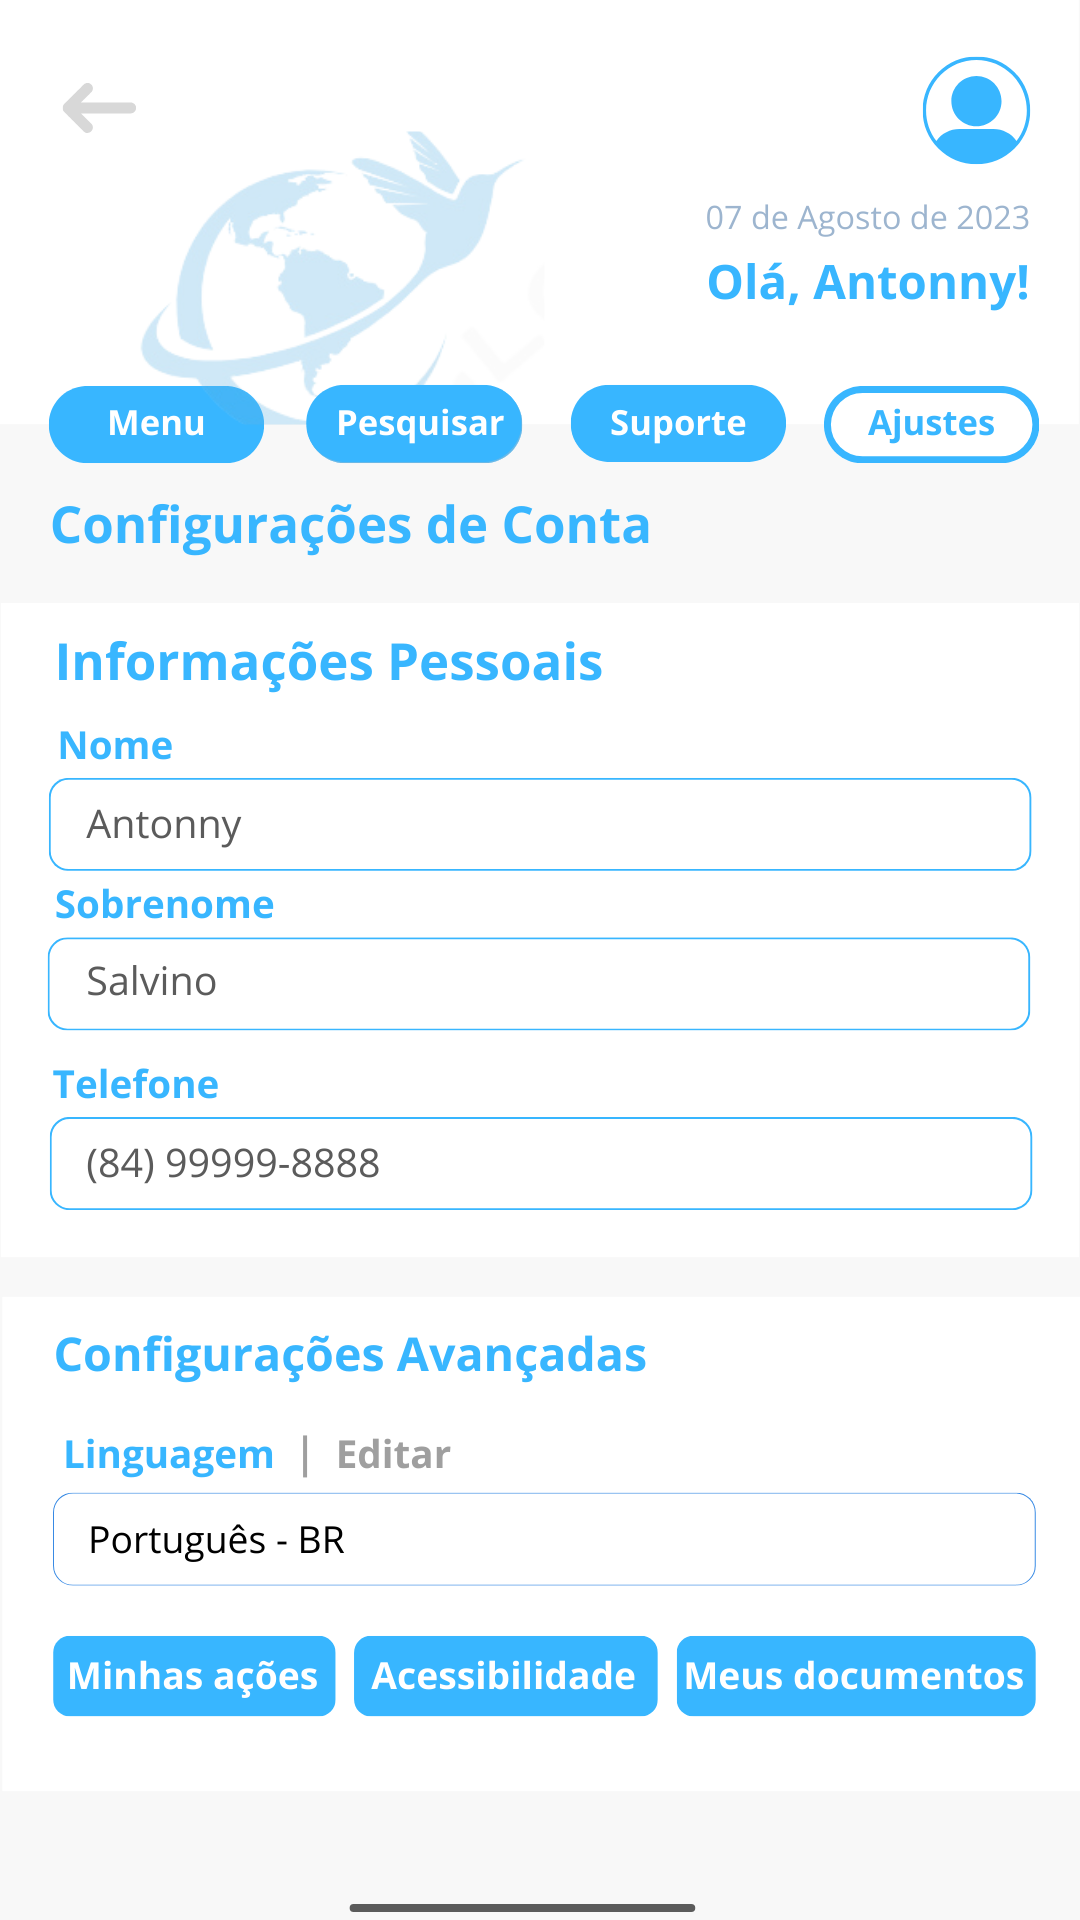 07 de Agosto de 2023
Olá, Antonny!
Menu
Pesquisar
Suporte
Ajustes
Configurações de Conta
Informações Pessoais
Nome
Antonny
Sobrenome
Salvino
Telefone
(84) 99999-8888
Configurações Avançadas
Linguagem | Editar
Português - BR
Minhas ações
Acessibilidade
Meus documentos